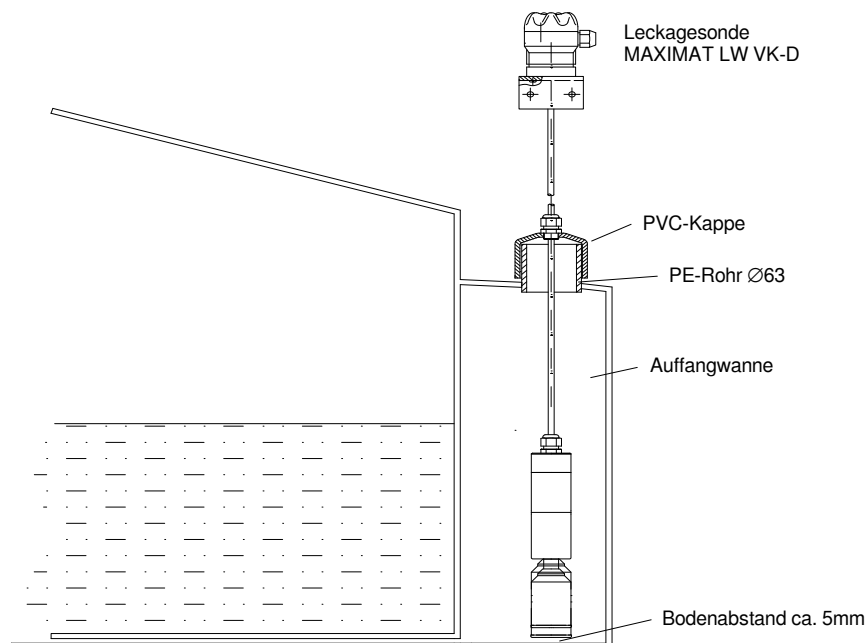 Leckagesonde
MAXIMAT LW VK-D
PVC-Kappe
PE-Rohr ∅63
Auffangwanne
Bodenabstand ca. 5mm